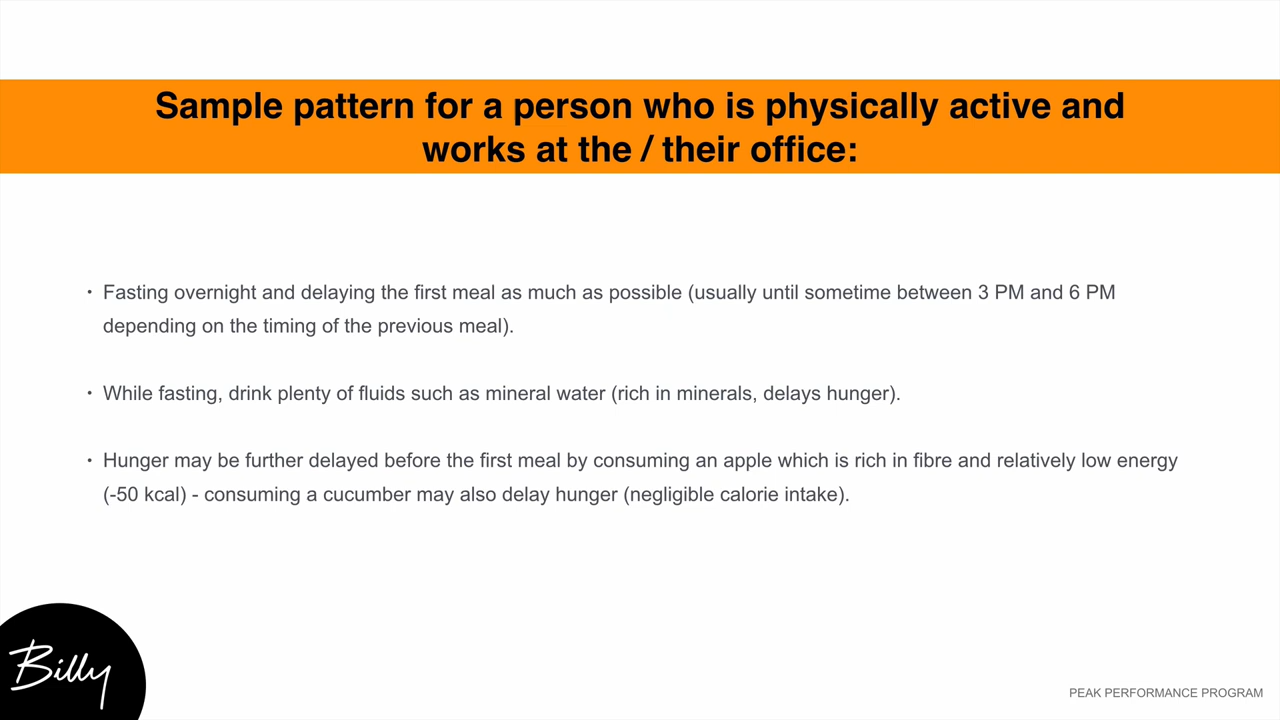 Sample pattern for a person who is physically active and
works at the / their office:
• Fasting overnight and delaying the first meal as much as possible (usually until sometime between 3 PM and 6 PM
depending on the timing of the previous meal).
• While fasting, drink plenty of fluids such as mineral water (rich in minerals, delays hunger).
• Hunger may be further delayed before the first meal by consuming an apple which is rich in fibre and relatively low energy
(-50 kcal) - consuming a cucumber may also delay hunger (negligible calorie intake).
Billy
PEAK PERFORMANCE PROGRAM